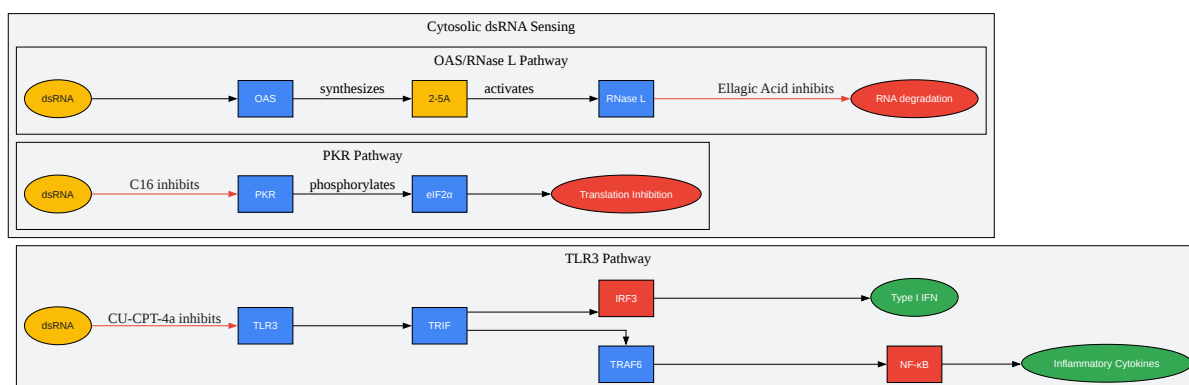 Cytosolic dsRNA Sensing
OAS/RNase L Pathway
dsRNA
OAS
synthesizes
2-5A
activates
RNase L
Ellagic Acid inhibits
RNA degradation
PKR Pathway
dsRNA
C16 inhibits
PKR
phosphorylates
eIF2α
Translation Inhibition
TLR3 Pathway
dsRNA
CU-CPT-4a inhibits
TLR3
TRIF
IRF3
Type I IFN
TRAF6
NF-κB
Inflammatory Cytokines